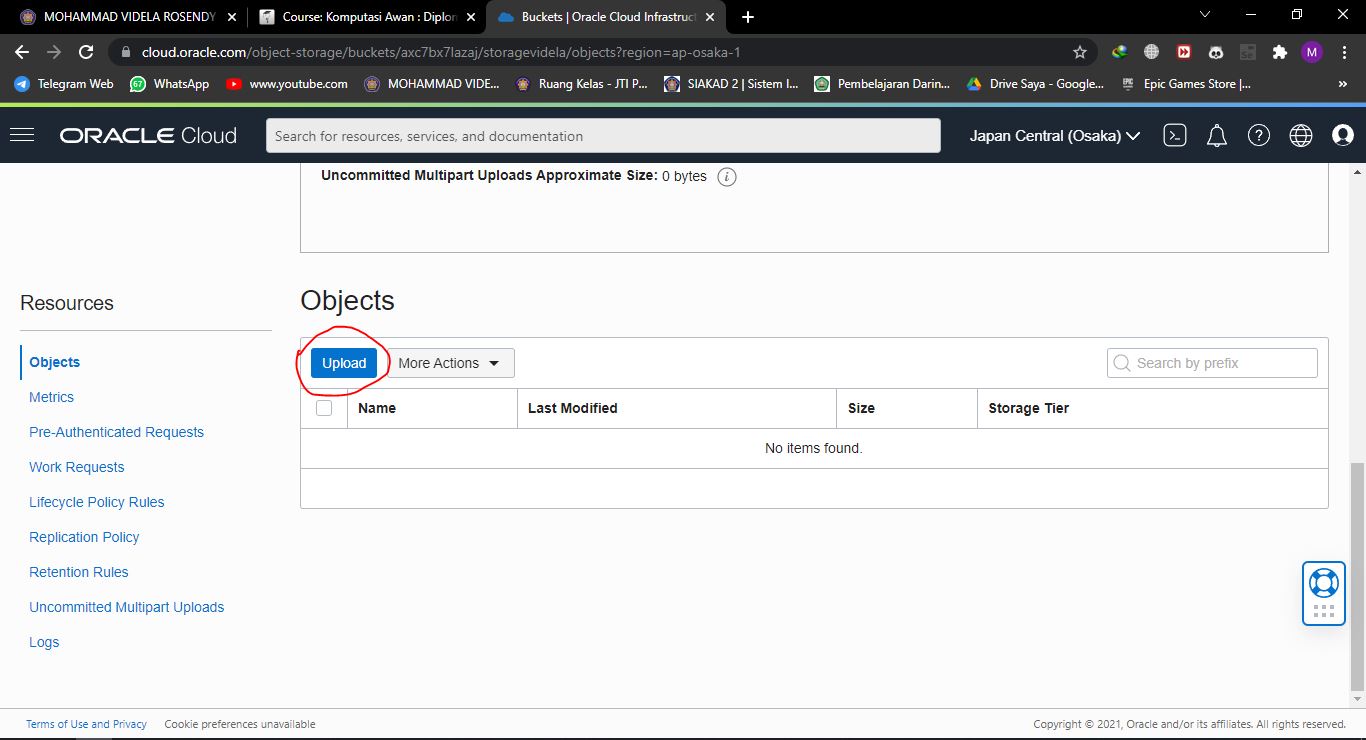 MOHAMMAD VIDELA ROSENDY
Course: Komputasi Awan : Diplom
Buckets | Oracle Cloud Infrastruct
cloud.oracle.com/object-storage/buckets/axc7bx7lazaj/storagevidela/objects?region=ap-osaka-1
M
Telegram Web
67
WhatsApp
www.youtube.com
MOHAMMAD VIDE...
Ruang Kelas - JTI P...
SIAKAD 2 | Sistem I...
Pembelajaran Darin...
Drive Saya - Google...
EPIC
Epic Games Store |...
»
ORACLE Cloud
Search for resources, services, and documentation
Japan Central (Osaka)
Uncommitted Multipart Uploads Approximate Size: 0 bytes
Resources
Objects
Metrics
Pre-Authenticated Requests
Work Requests
Lifecycle Policy Rules
Replication Policy
Retention Rules
Uncommitted Multipart Uploads
Logs
Objects
Upload
More Actions
Search by prefix
Name Last Modified Size Storage Tier
No items found.
Terms of Use and Privacy Cookie preferences unavailable
Copyright © 2021, Oracle and/or its affiliates. All rights reserved.